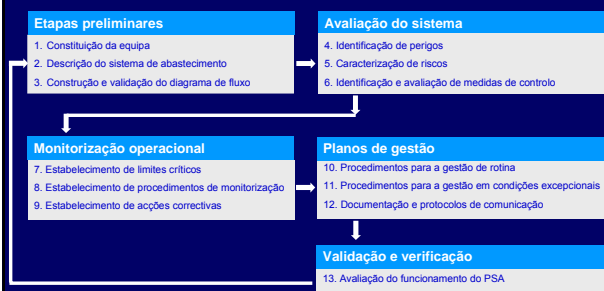 Etapas preliminares
1. Constituição da equipa
2. Descrição do sistema de abastecimento
3. Construção e validação do diagrama de fluxo
Avaliação do sistema
4. Identificação de perigos
5. Caracterização de riscos
6. Identificação e avaliação de medidas de controlo
Monitorização operacional
7. Estabelecimento de limites críticos
8. Estabelecimento de procedimentos de monitorização
9. Estabelecimento de acções correctivas
Planos de gestão
10. Procedimentos para a gestão de rotina
11. Procedimentos para a gestão em condições excepcionais
12. Documentação e protocolos de comunicação
Validação e verificação
13. Avaliação do funcionamento do PSA